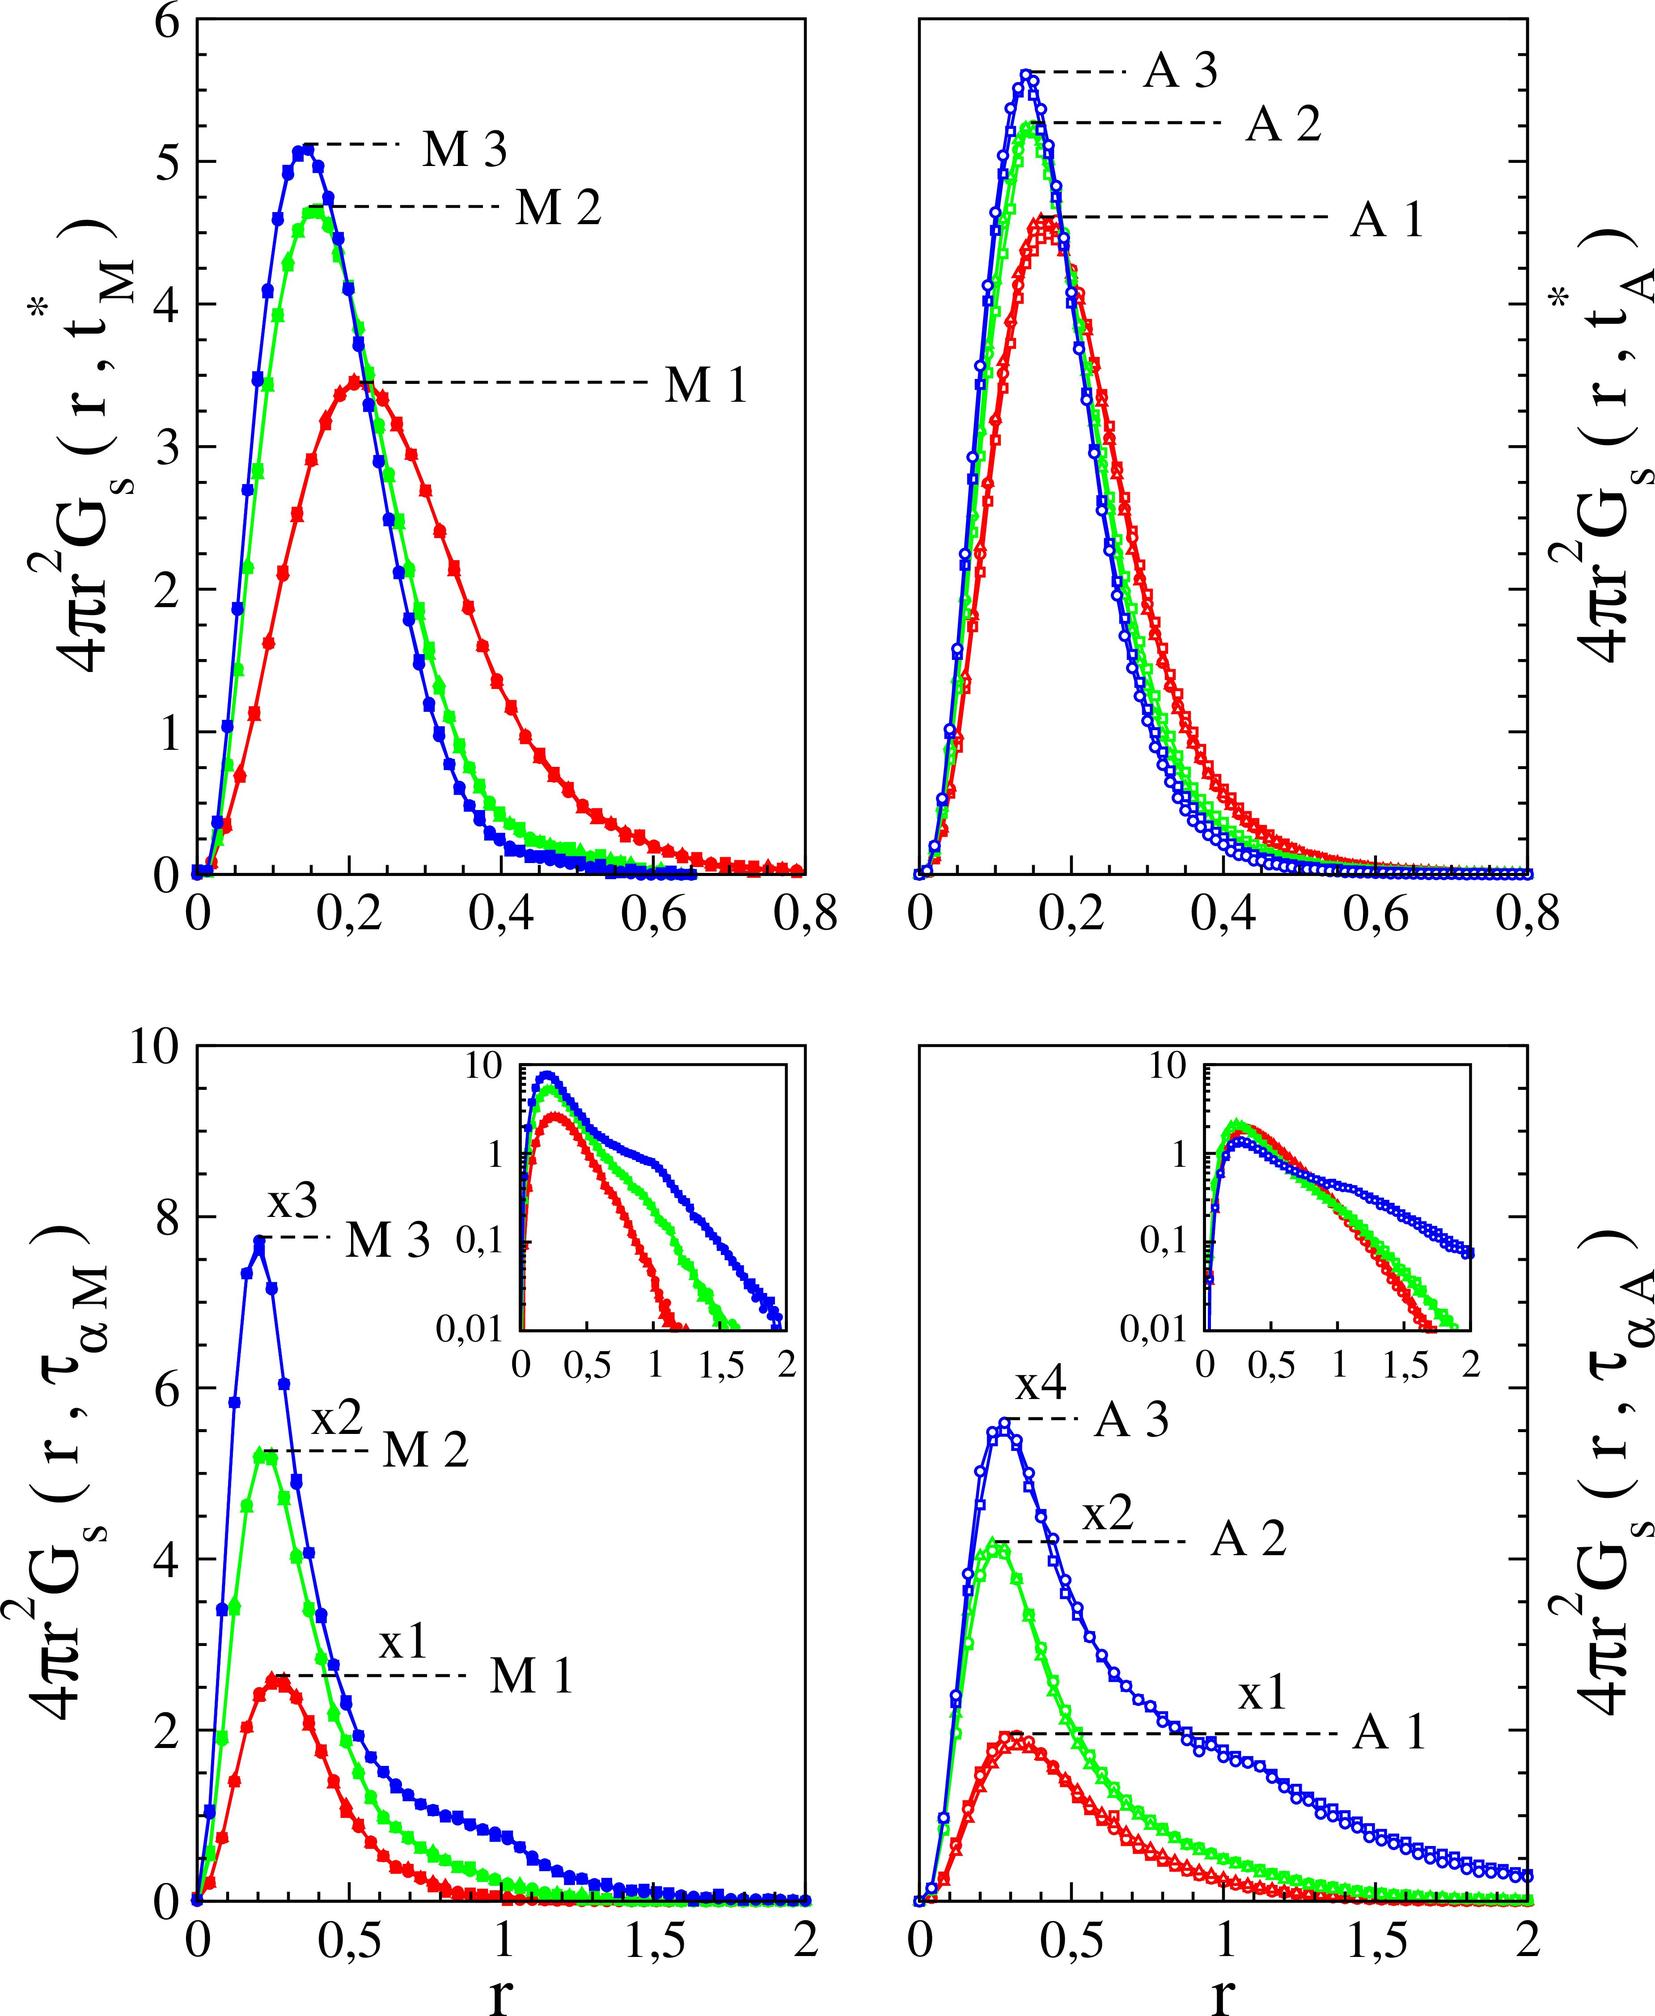 6
5
4
3
2
1
0
0
0,2
0,4
0,6
0,8
4πr²Gs ( r , t*M )
M 3
M 2
M 1
0
0,2
0,4
0,6
0,8
4πr²Gs ( r , t*A )
A 3
A 2
A 1
10
8
6
4
2
0
0
0,5
1
1,5
2
r
4πr²Gs ( r , ταM )
x3
M 3
x2
M 2
x1
M 1
10
1
0,1
0,01
0
0,5
1
1,5
2
0
0,5
1
1,5
2
r
4πr²Gs ( r , ταA )
x4
A 3
x2
A 2
x1
A 1
10
1
0,1
0,01
0
0,5
1
1,5
2